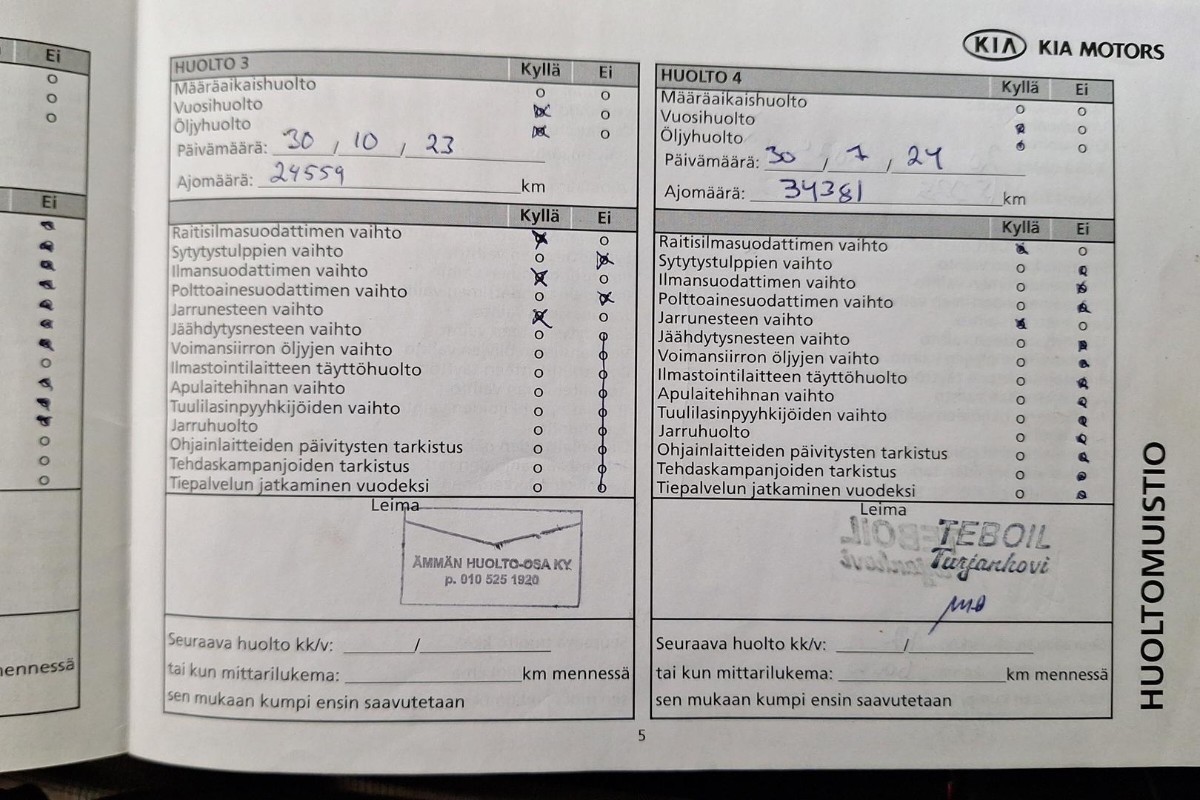 Ei
Ei
mennessä
KIA KIA MOTORS
HUOLTO 3 Kyllä Ei
Määräaikaishuolto
Vuosihuolto
Öljyhuolto
Päivämäärä: 30 / 10 / 23
Ajomäärä: 24559 km
Kyllä Ei
Raitisilmasuodattimen vaihto
Sytytystulppien vaihto
Ilmansuodattimen vaihto
Polttoainesuodattimen vaihto
Jarrunesteen vaihto
Jäähdytysnesteen vaihto
Voimansiirron öljyjen vaihto
Ilmastointilaitteen täyttöhuolto
Apulaitehihnan vaihto
Tuulilasinpyyhkijöiden vaihto
Jarruhuolto
Ohjainlaitteiden päivitysten tarkistus
Tehdaskampanjoiden tarkistus
Tiepalvelun jatkaminen vuodeksi
Leima
ÄMMÄN HUOLTO-OSA KY
p. 010 525 1920
Seuraava huolto kk/v: /
tai kun mittarilukema: km mennessä
sen mukaan kumpi ensin saavutetaan
HUOLTO 4 Kyllä Ei
Määräaikaishuolto
Vuosihuolto
Öljyhuolto
Päivämäärä: 30 / 7 / 24
Ajomäärä: 34381 km
Kyllä Ei
Raitisilmasuodattimen vaihto
Sytytystulppien vaihto
Ilmansuodattimen vaihto
Polttoainesuodattimen vaihto
Jarrunesteen vaihto
Jäähdytysnesteen vaihto
Voimansiirron öljyjen vaihto
Ilmastointilaitteen täyttöhuolto
Apulaitehihnan vaihto
Tuulilasinpyyhkijöiden vaihto
Jarruhuolto
Ohjainlaitteiden päivitysten tarkistus
Tehdaskampanjoiden tarkistus
Tiepalvelun jatkaminen vuodeksi
Leima
TEBOIL
Turjankovi
Seuraava huolto kk/v: /
tai kun mittarilukema: km mennessä
sen mukaan kumpi ensin saavutetaan
HUOLTOMUISTIO
5